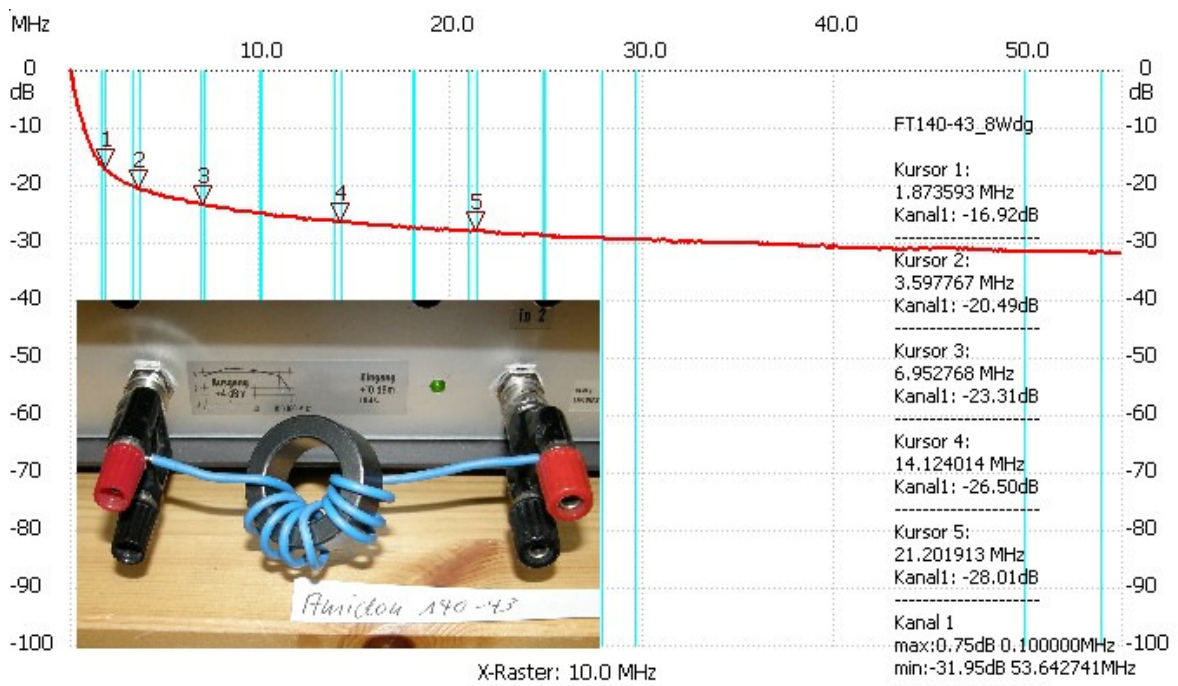 MHz 20.0 40.0
10.0 30.0 50.0
0 0
dB dB
-10 -10
-20 -20
-30 -30
-40 -40
-50 -50
-60 -60
-70 -70
-80 -80
-90 -90
-100 -100
1
2
3
4
5
FT140-43_8Wdg
Kursor 1:
1.873593 MHz
Kanal1: -16.92dB
--------------------
Kursor 2:
3.597767 MHz
Kanal1: -20.49dB
--------------------
Kursor 3:
6.952768 MHz
Kanal1: -23.31dB
--------------------
Kursor 4:
14.124014 MHz
Kanal1: -26.50dB
--------------------
Kursor 5:
21.201913 MHz
Kanal1: -28.01dB
--------------------
Kanal 1
max:0.75dB 0.100000MHz
min:-31.95dB 53.642741MHz
in 2
Ausgang
+4 dBm
Eingang
+10 dBm
Amidon 140-43
X-Raster: 10.0 MHz